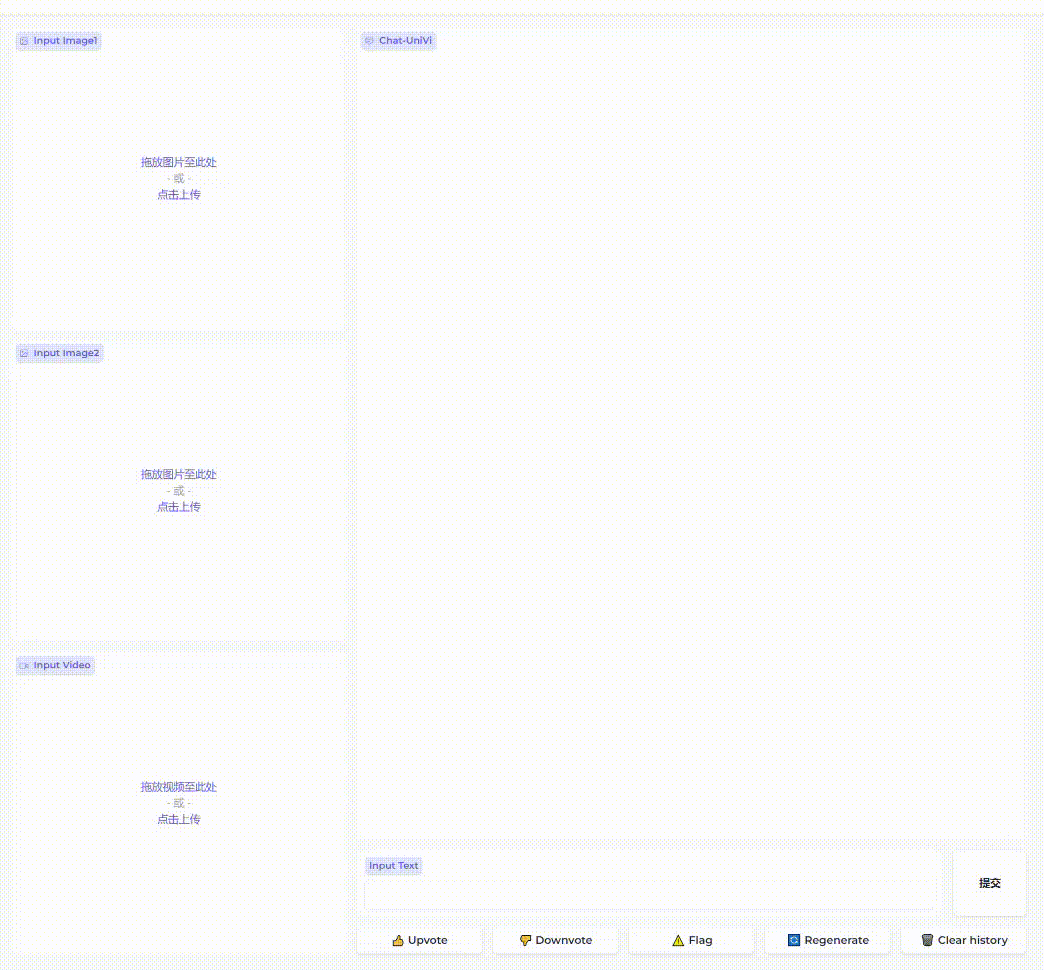 Input Image1
拖放图片至此处
- 或 -
点击上传
Input Image2
拖放图片至此处
- 或 -
点击上传
Input Video
拖放视频至此处
- 或 -
点击上传
Chat-UniVi
Input Text
提交
Upvote
Downvote
Flag
Regenerate
Clear history